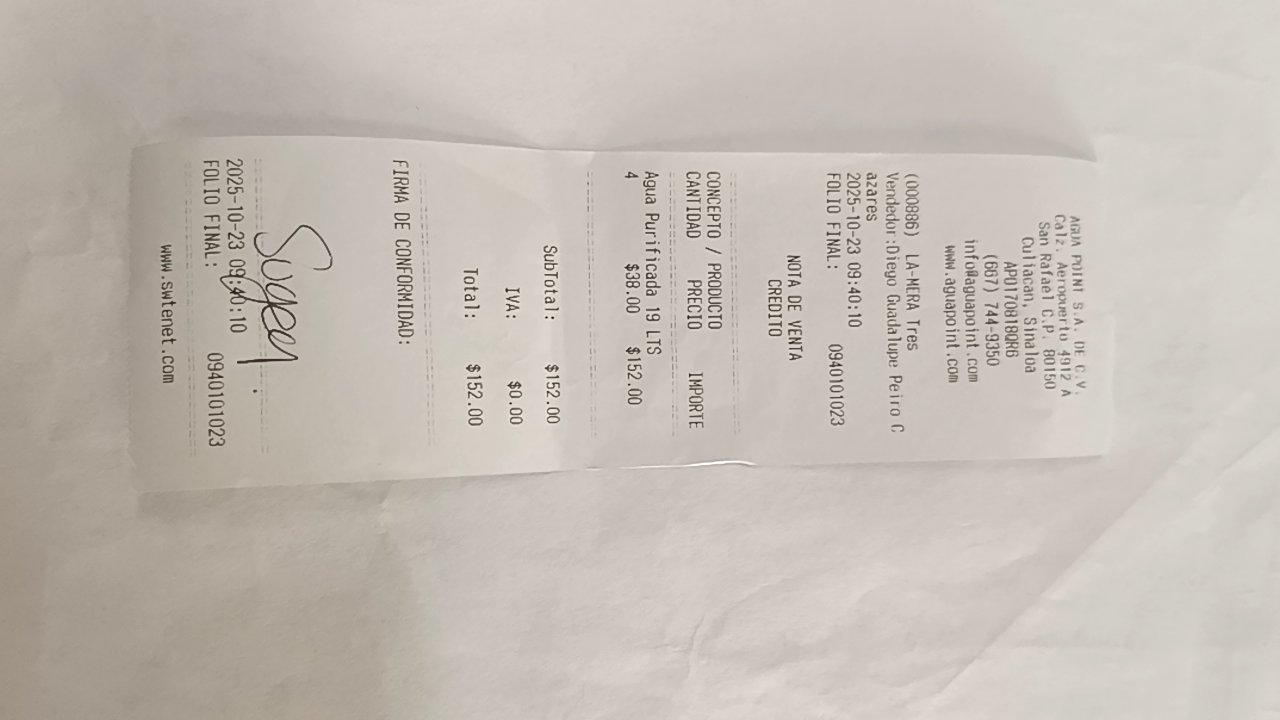 AGUA POINT S.A. DE C.V.
Calz. Aeropuerto 4912 A
San Rafael C.P. 80150
Culiacan, Sinaloa
APO170818QR6
(667) 744-9350
info@aguapoint.com
www.aguapoint.com
(000886) LA-MERA Tres
Vendedor:Diego Guadalupe Peiro C
azares
2025-10-23 09:40:10
FOLIO FINAL: 0940101023
NOTA DE VENTA
CREDITO
CONCEPTO / PRODUCTO
CANTIDAD PRECIO IMPORTE
Agua Purificada 19 LTS
4 $38.00 $152.00
SubTotal: $152.00
IVA: $0.00
Total: $152.00
FIRMA DE CONFORMIDAD:
2025-10-23 09:40:10
FOLIO FINAL: 0940101023
www.swtenet.com